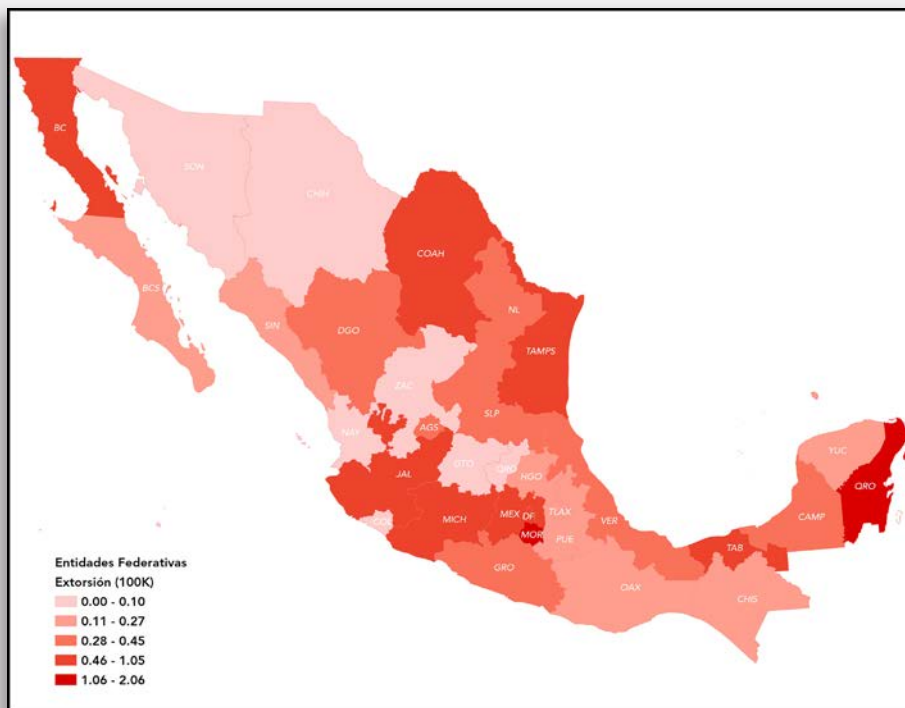 BC
SON
CHIH
COAH
BCS
NL
SIN
DGO
TAMPS
ZAC
SLP
NAY
AGS
YUC
GTO
QRO
HGO
QRO
JAL
CAMP
MEX
DF
TLAX
VER
COL
MICH
MOR
PUE
TAB
GRO
OAX
CHIS
Entidades Federativas
Extorsión (100K)
0.00 - 0.10
0.11 - 0.27
0.28 - 0.45
0.46 - 1.05
1.06 - 2.06